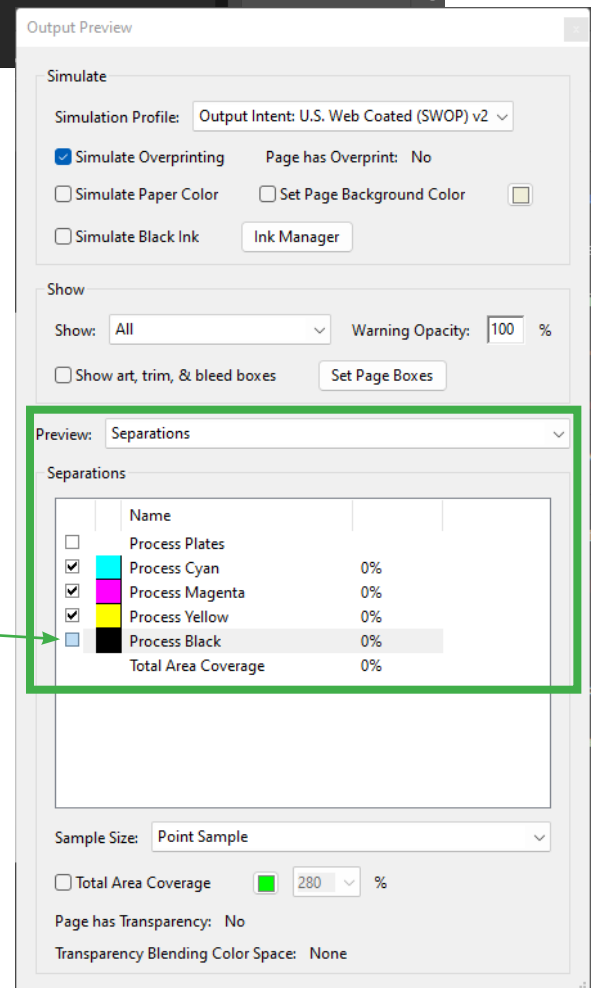 Output Preview
Simulate
Simulation Profile: Output Intent: U.S. Web Coated (SWOP) v2
Simulate Overprinting Page has Overprint: No
Simulate Paper Color Set Page Background Color
Simulate Black Ink Ink Manager
Show
Show: All Warning Opacity: 100 %
Show art, trim, & bleed boxes Set Page Boxes
Preview: Separations
Separations
Name
Process Plates
Process Cyan 0%
Process Magenta 0%
Process Yellow 0%
Process Black 0%
Total Area Coverage 0%
Sample Size: Point Sample
Total Area Coverage 280 %
Page has Transparency: No
Transparency Blending Color Space: None